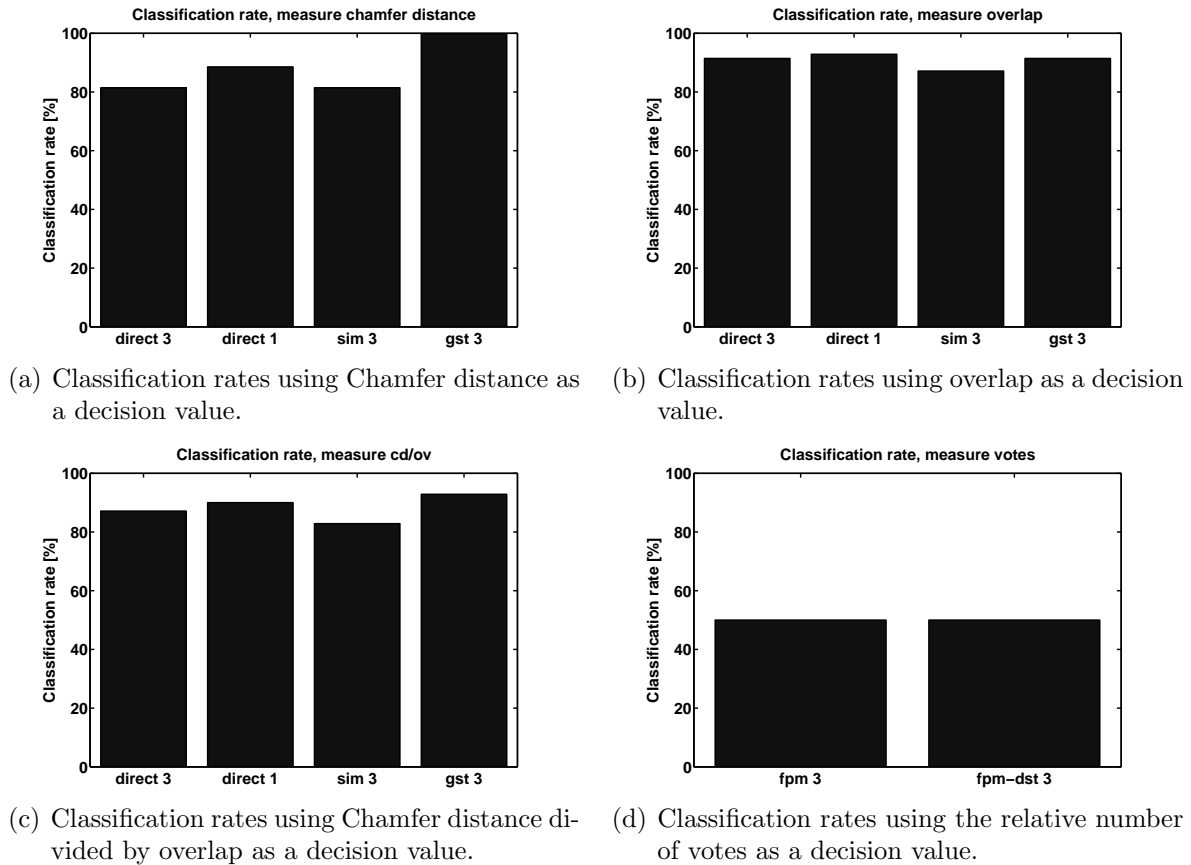 Classification rate, measure chamfer distance
100
80
60
40
20
0
Classification rate [%]
direct 3 direct 1 sim 3 gst 3
(a) Classification rates using Chamfer distance as
a decision value.
Classification rate, measure overlap
100
80
60
40
20
0
Classification rate [%]
direct 3 direct 1 sim 3 gst 3
(b) Classification rates using overlap as a decision
value.
Classification rate, measure cd/ov
100
80
60
40
20
0
Classification rate [%]
direct 3 direct 1 sim 3 gst 3
(c) Classification rates using Chamfer distance di-
vided by overlap as a decision value.
Classification rate, measure votes
100
80
60
40
20
0
Classification rate [%]
fpm 3 fpm−dst 3
(d) Classification rates using the relative number
of votes as a decision value.